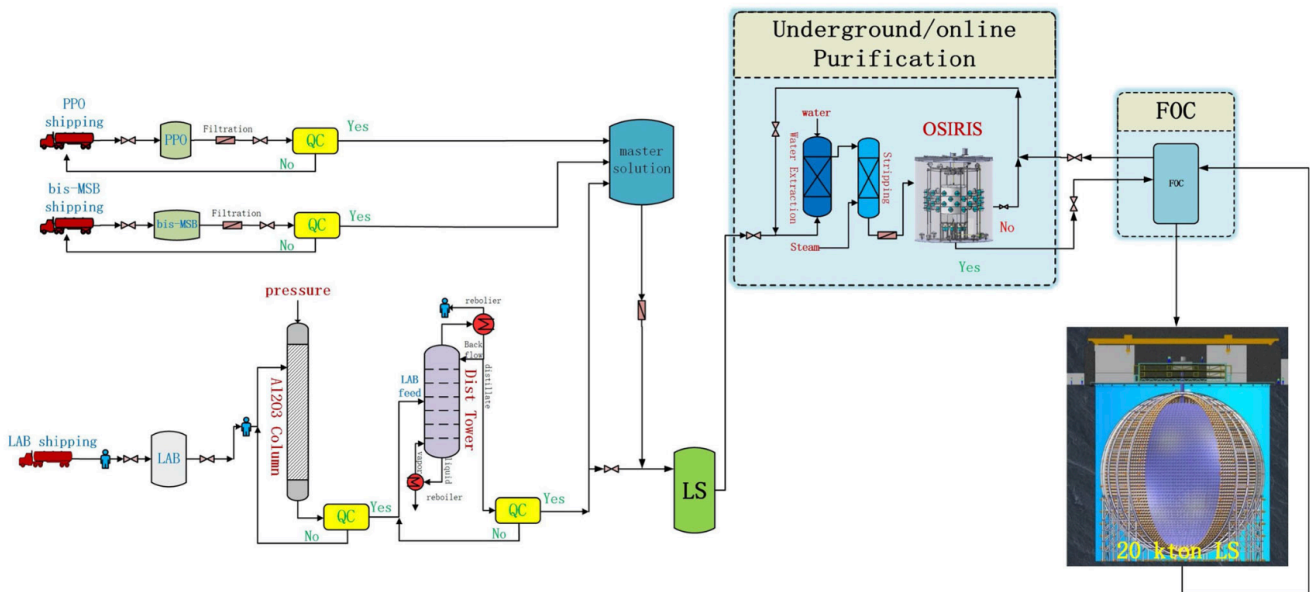 Underground/online
Purification
FOC
PPO
shipping
PPO
Filtration
QC
Yes
No
master
solution
bis-MSB
shipping
bis-MSB
Filtration
QC
Yes
No
water
Water Extraction
Stripping
OSIRIS
Steam
No
Yes
FOC
pressure
Al2O3 Column
rebolier
Back
flow
distillate
LAB
feed
Dist Tower
vapor
liquid
reboiler
LAB shipping
LAB
QC
Yes
No
QC
Yes
No
LS
20 kton LS